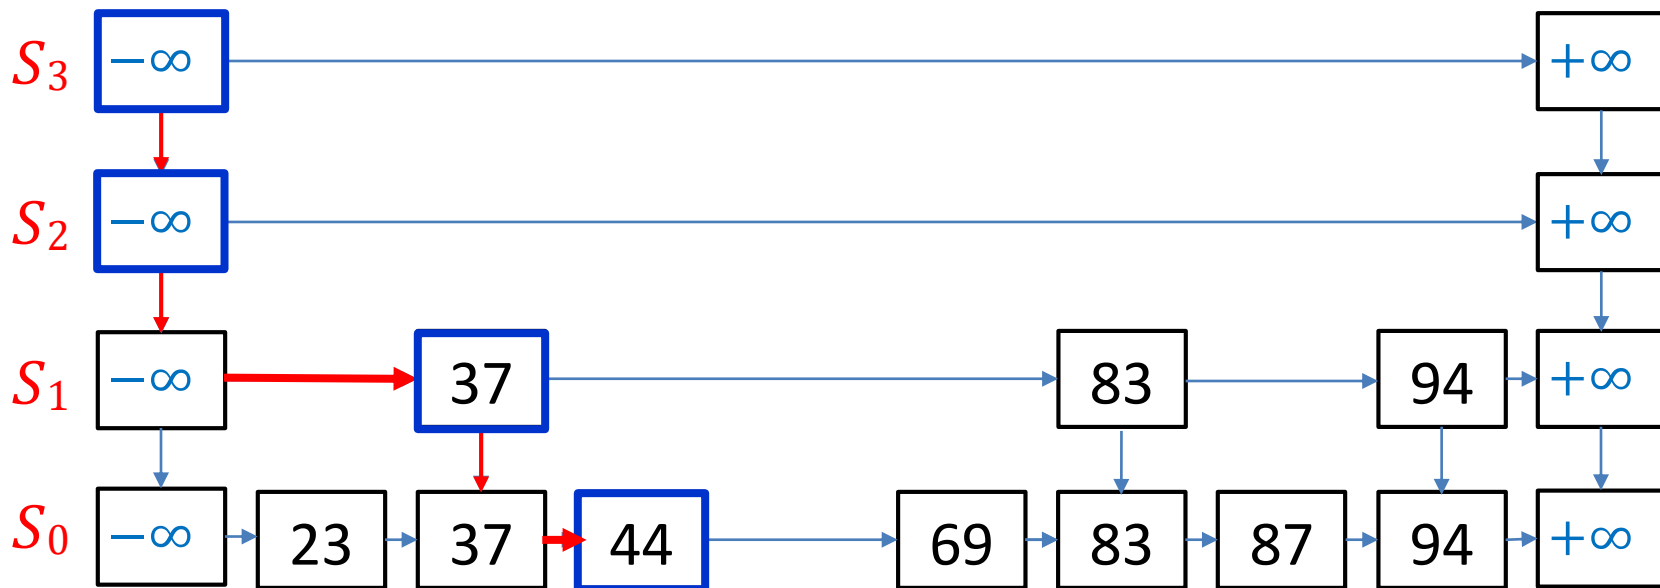 S3 −∞ +∞
S2 −∞ +∞
S1 −∞ 37 83 94 +∞
S0 −∞ 23 37 44 69 83 87 94 +∞